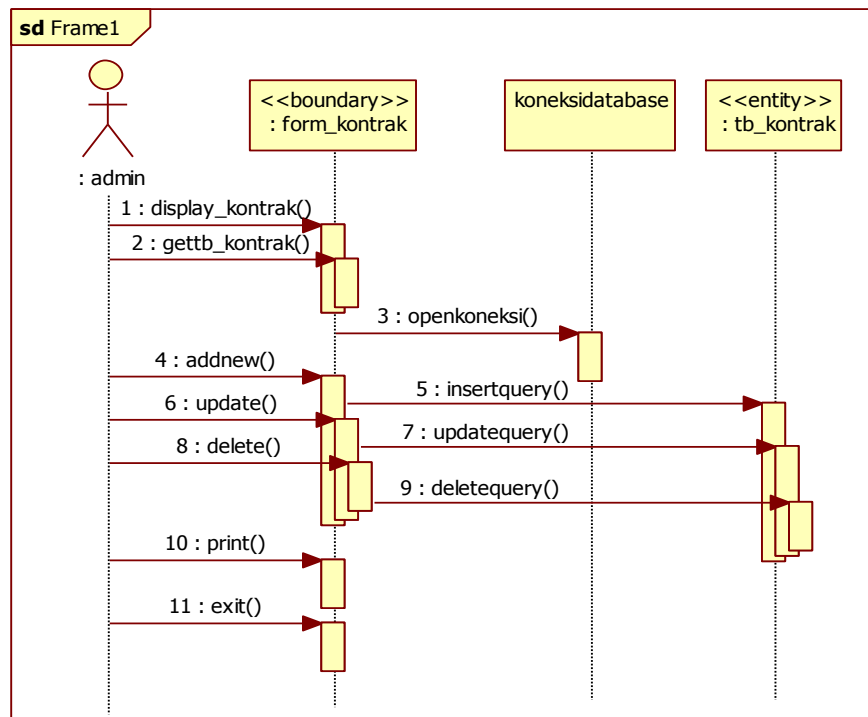 sd Frame1
<<boundary>>
: form_kontrak
koneksidatabase
<<entity>>
: tb_kontrak
: admin
1 : display_kontrak()
2 : gettb_kontrak()
3 : openkoneksi()
4 : addnew()
5 : insertquery()
6 : update()
7 : updatequery()
8 : delete()
9 : deletequery()
10 : print()
11 : exit()